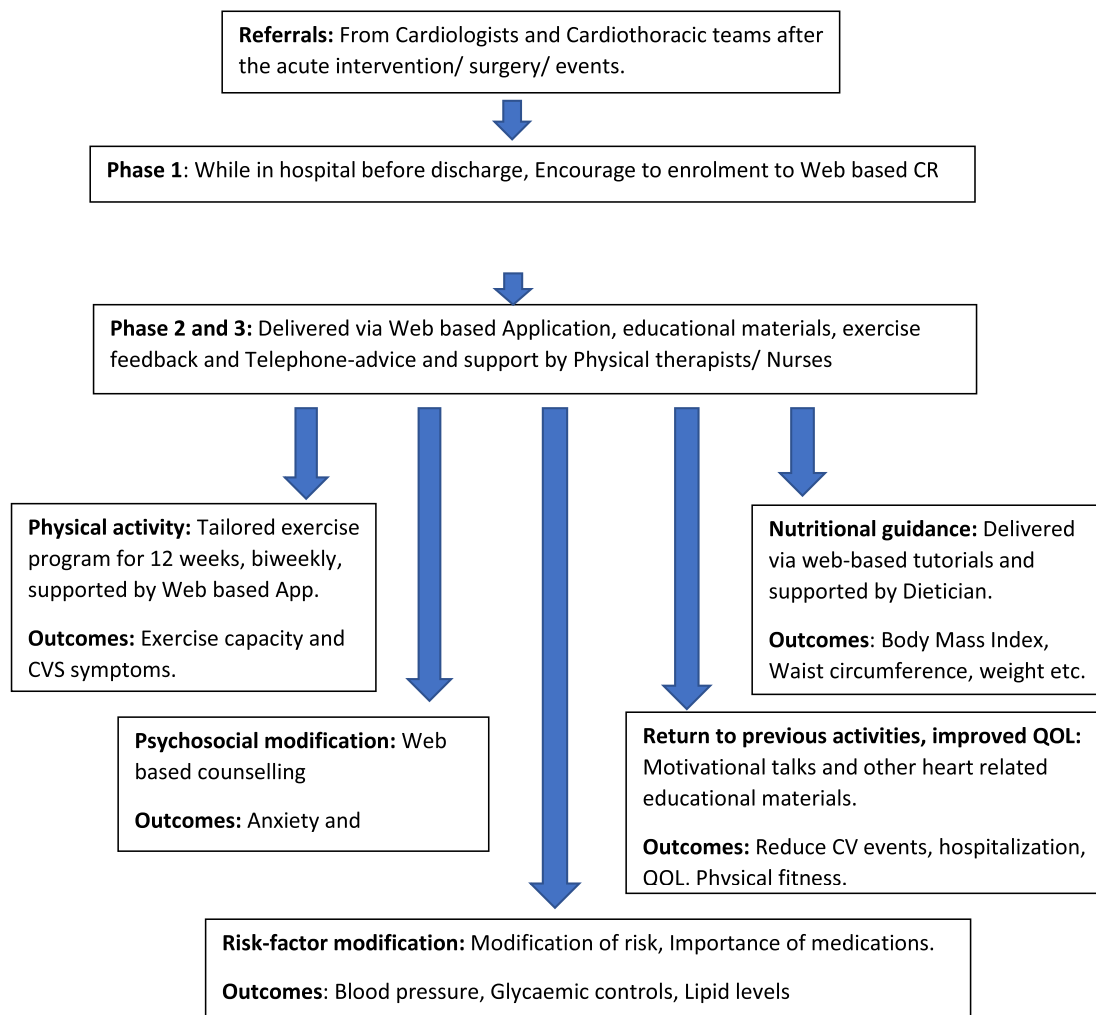 Referrals: From Cardiologists and Cardiothoracic teams after
the acute intervention/ surgery/ events.
Phase 1: While in hospital before discharge, Encourage to enrolment to Web based CR
Phase 2 and 3: Delivered via Web based Application, educational materials, exercise
feedback and Telephone-advice and support by Physical therapists/ Nurses
Physical activity: Tailored exercise
program for 12 weeks, biweekly,
supported by Web based App.
Outcomes: Exercise capacity and
CVS symptoms.
Nutritional guidance: Delivered
via web-based tutorials and
supported by Dietician.
Outcomes: Body Mass Index,
Waist circumference, weight etc.
Psychosocial modification: Web
based counselling
Outcomes: Anxiety and
Return to previous activities, improved QOL:
Motivational talks and other heart related
educational materials.
Outcomes: Reduce CV events, hospitalization,
QOL. Physical fitness.
Risk-factor modification: Modification of risk, Importance of medications.
Outcomes: Blood pressure, Glycaemic controls, Lipid levels